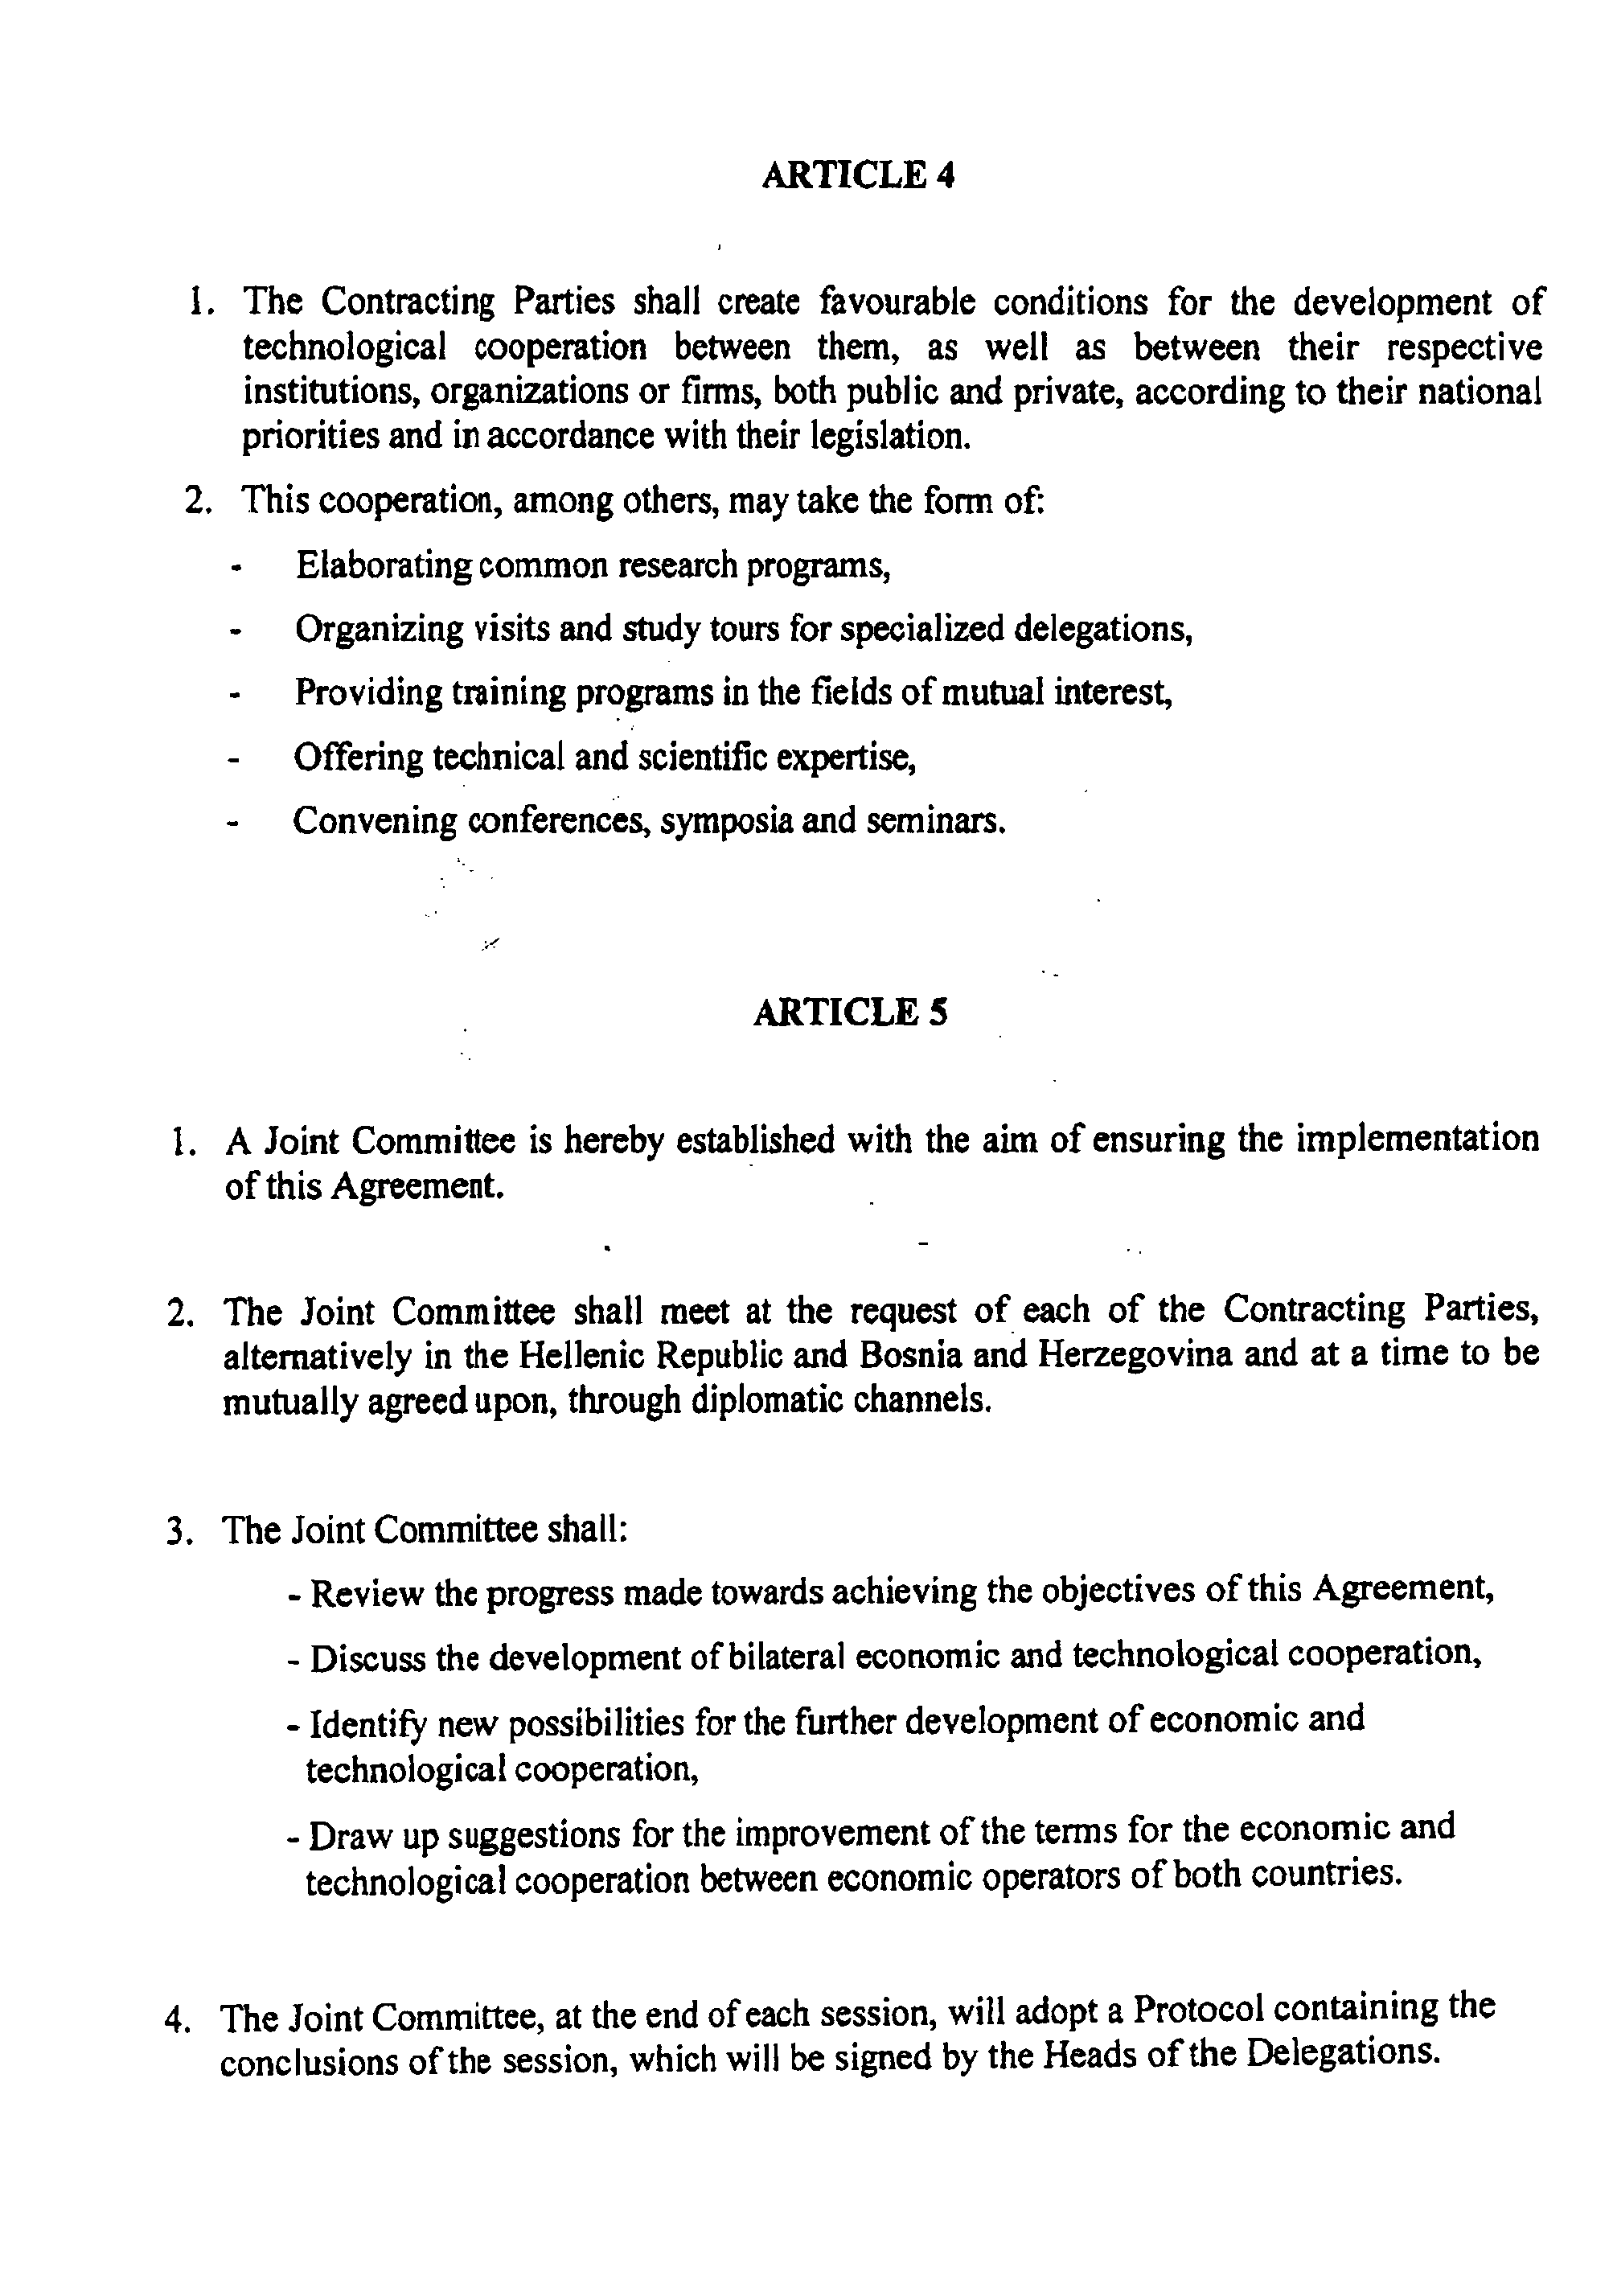 ARTICLE 4
1. The Contracting Parties shall create favourable conditions for the development of
technological cooperation between them, as well as between their respective
institutions, organizations or firms, both public and private, according to their national
priorities and in accordance with their legislation.
2. This cooperation, among others, may take the form of:
- Elaborating common research programs,
- Organizing visits and study tours for specialized delegations,
- Providing training programs in the fields of mutual interest,
- Offering technical and scientific expertise,
- Convening conferences, symposia and seminars.
ARTICLE 5
1. A Joint Committee is hereby established with the aim of ensuring the implementation
of this Agreement.
2. The Joint Committee shall meet at the request of each of the Contracting Parties,
alternatively in the Hellenic Republic and Bosnia and Herzegovina and at a time to be
mutually agreed upon, through diplomatic channels.
3. The Joint Committee shall:
- Review the progress made towards achieving the objectives of this Agreement,
- Discuss the development of bilateral economic and technological cooperation,
- Identify new possibilities for the further development of economic and
technological cooperation,
- Draw up suggestions for the improvement of the terms for the economic and
technological cooperation between economic operators of both countries.
4. The Joint Committee, at the end of each session, will adopt a Protocol containing the
conclusions of the session, which will be signed by the Heads of the Delegations.